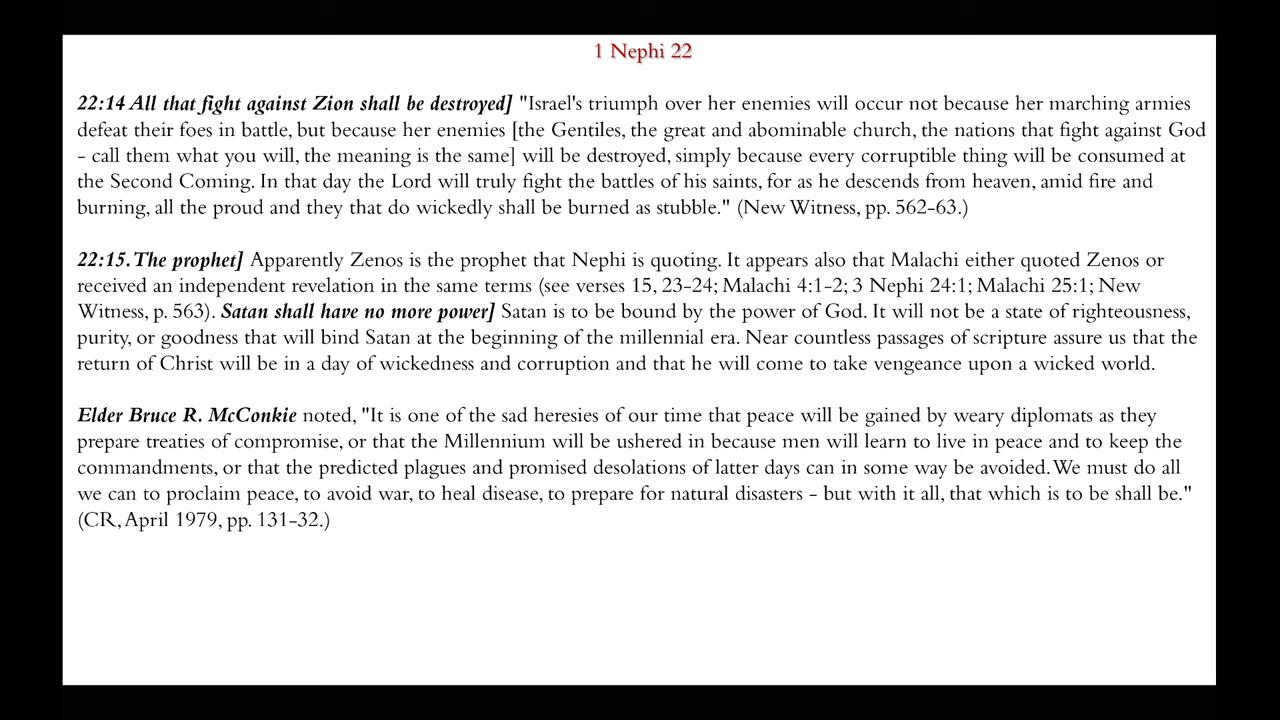 1 Nephi 22
22:14 All that fight against Zion shall be destroyed] "Israel's triumph over her enemies will occur not because her marching armies
defeat their foes in battle, but because her enemies [the Gentiles, the great and abominable church, the nations that fight against God
- call them what you will, the meaning is the same] will be destroyed, simply because every corruptible thing will be consumed at
the Second Coming. In that day the Lord will truly fight the battles of his saints, for as he descends from heaven, amid fire and
burning, all the proud and they that do wickedly shall be burned as stubble." (New Witness, pp. 562-63.)
22:15. The prophet] Apparently Zenos is the prophet that Nephi is quoting. It appears also that Malachi either quoted Zenos or
received an independent revelation in the same terms (see verses 15, 23-24; Malachi 4:1-2; 3 Nephi 24:1; Malachi 25:1; New
Witness, p. 563). Satan shall have no more power] Satan is to be bound by the power of God. It will not be a state of righteousness,
purity, or goodness that will bind Satan at the beginning of the millennial era. Near countless passages of scripture assure us that the
return of Christ will be in a day of wickedness and corruption and that he will come to take vengeance upon a wicked world.
Elder Bruce R. McConkie noted, "It is one of the sad heresies of our time that peace will be gained by weary diplomats as they
prepare treaties of compromise, or that the Millennium will be ushered in because men will learn to live in peace and to keep the
commandments, or that the predicted plagues and promised desolations of latter days can in some way be avoided. We must do all
we can to proclaim peace, to avoid war, to heal disease, to prepare for natural disasters - but with it all, that which is to be shall be."
(CR, April 1979, pp. 131-32.)